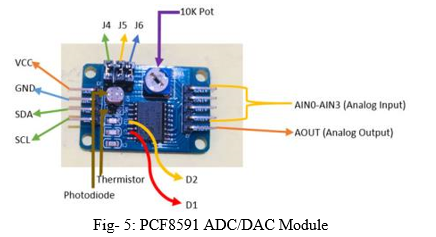 10K Pot
J4
J5
J6
VCC
GND
SDA
SCL
AIN0-AIN3 (Analog Input)
AOUT (Analog Output)
Thermistor
Photodiode
D2
D1
Fig- 5: PCF8591 ADC/DAC Module